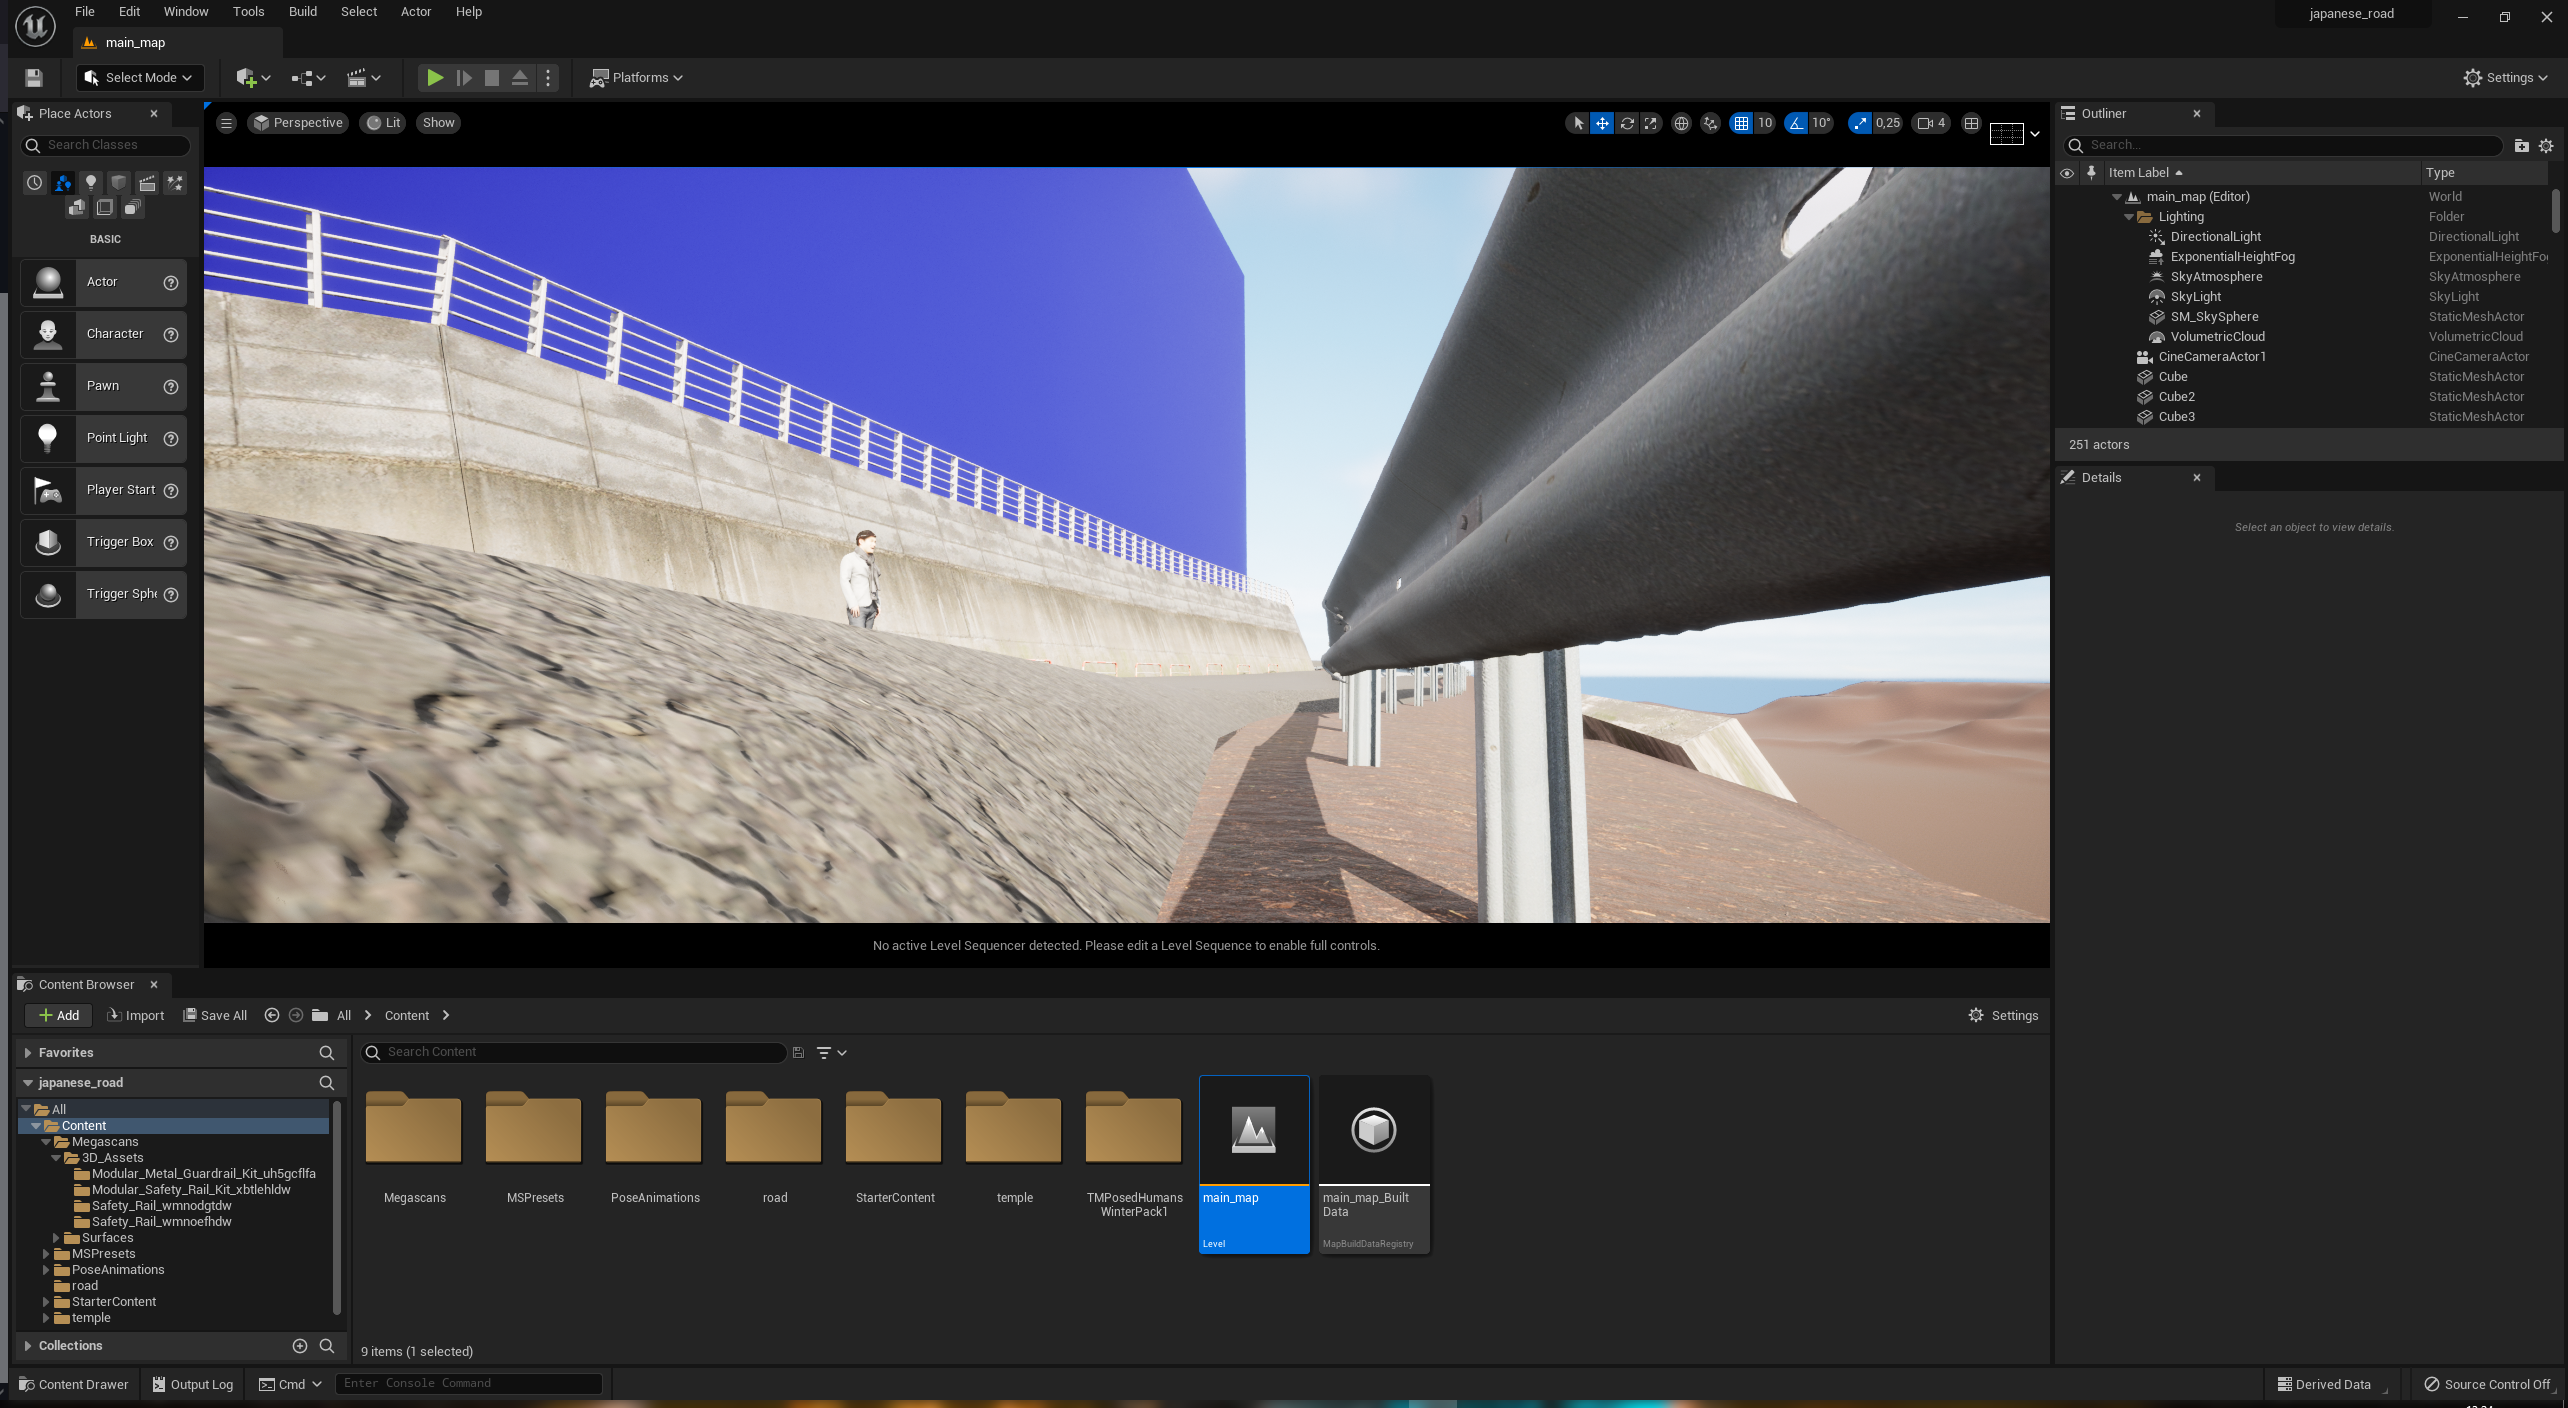 File Edit Window Tools Build Select Actor Help
japanese_road
main_map
Select Mode
Platforms
Settings
Place Actors
Search Classes
BASIC
Actor
Character
Pawn
Point Light
Player Start
Trigger Box
Trigger Sphe
Perspective Lit Show
10 10° 0,25 4
No active Level Sequencer detected. Please edit a Level Sequence to enable full controls.
Outliner
Search...
Item Label Type
main_map (Editor) World
Lighting Folder
DirectionalLight DirectionalLight
ExponentialHeightFog ExponentialHeightFo
SkyAtmosphere SkyAtmosphere
SkyLight SkyLight
SM_SkySphere StaticMeshActor
VolumetricCloud VolumetricCloud
CineCameraActor1 CineCameraActor
Cube StaticMeshActor
Cube2 StaticMeshActor
Cube3 StaticMeshActor
251 actors
Details
Select an object to view details.
Content Browser
Add Import Save All All Content Settings
Favorites
japanese_road
All
Content
Megascans
3D_Assets
Modular_Metal_Guardrail_Kit_uh5gcflfa
Modular_Safety_Rail_Kit_xbtlehldw
Safety_Rail_wmnodgtdw
Safety_Rail_wmnoefhdw
Surfaces
MSPresets
PoseAnimations
road
StarterContent
temple
Collections
Search Content
Megascans
MSPresets
PoseAnimations
road
StarterContent
temple
TMPosedHumans
WinterPack1
main_map
Level
main_map_Built
Data
MapBuildDataRegistry
9 items (1 selected)
Content Drawer Output Log Cmd Enter Console Command
Derived Data Source Control Off